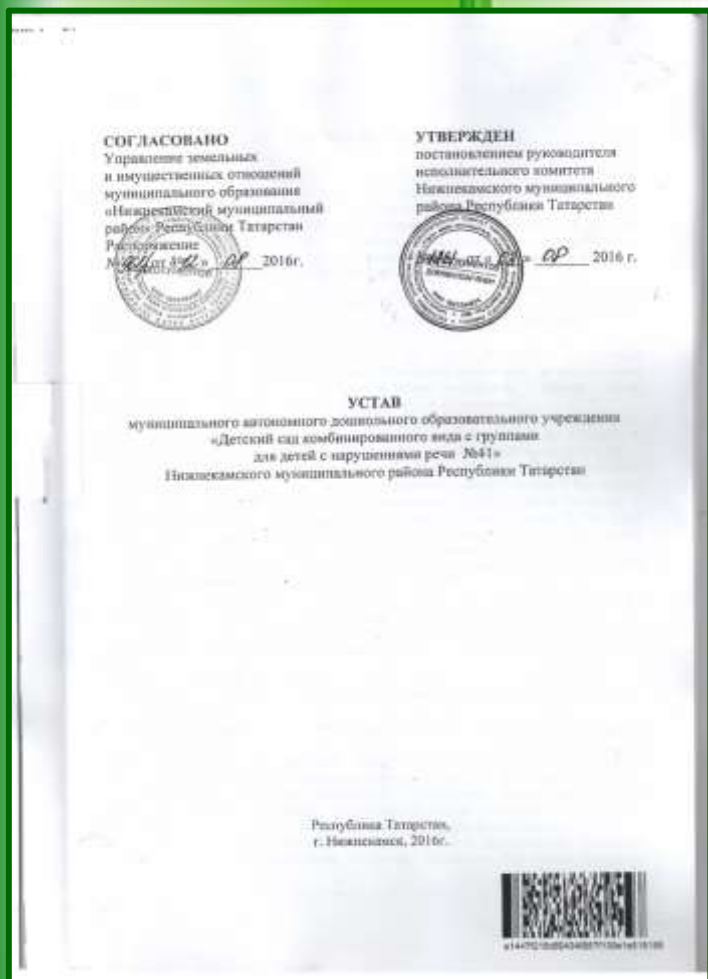 СОГЛАСОВАНО
Управление земельных
и имущественных отношений
муниципального образования
«Нижнекамский муниципальный
район» Республики Татарстан
Распоряжение
2016г.
УТВЕРЖДЕН
постановлением руководителя
исполнительного комитета
Нижнекамского муниципального
района Республики Татарстан
2016 г.
УСТАВ
муниципального автономного дошкольного образовательного учреждения
«Детский сад комбинированного вида с группами
для детей с нарушениями речи №41»
Нижнекамского муниципального района Республики Татарстан
Республика Татарстан,
г. Нижнекамск, 2016г.